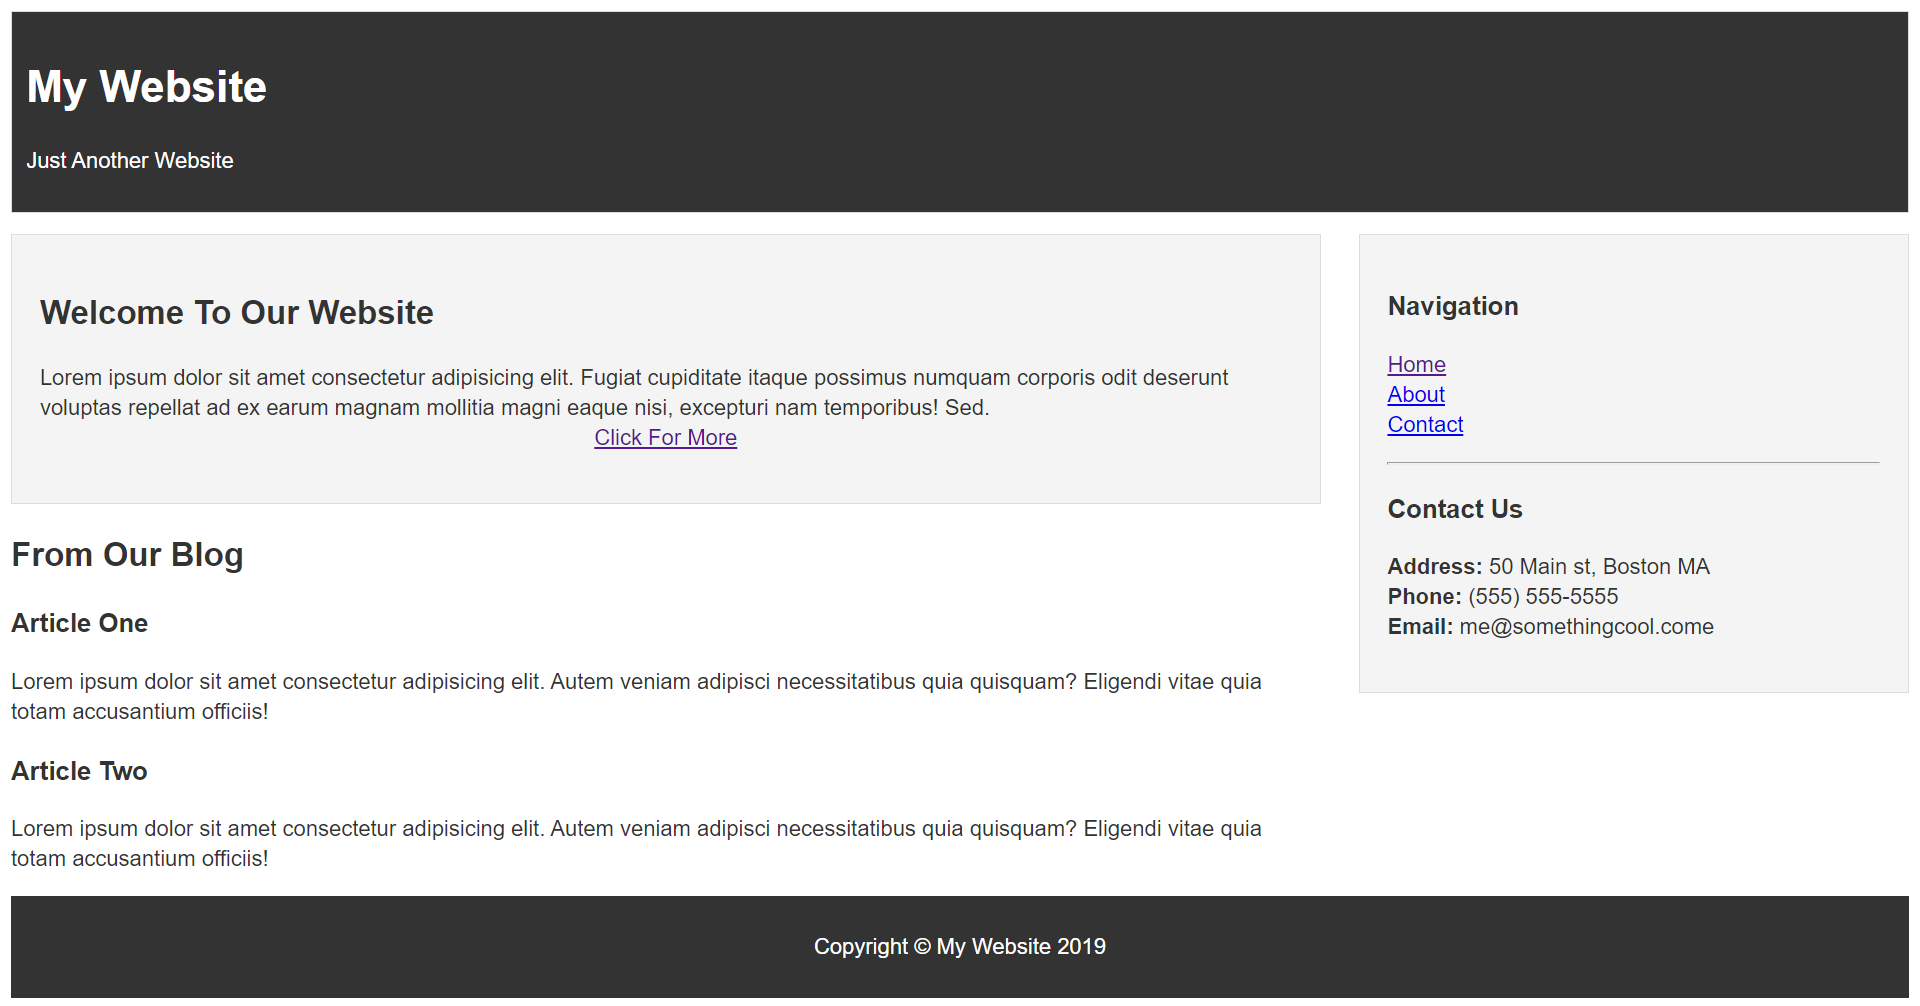 My Website
Just Another Website
Welcome To Our Website
Lorem ipsum dolor sit amet consectetur adipisicing elit. Fugiat cupiditate itaque possimus numquam corporis odit deserunt
voluptas repellat ad ex earum magnam mollitia magni eaque nisi, excepturi nam temporibus! Sed.
Click For More
From Our Blog
Article One
Lorem ipsum dolor sit amet consectetur adipisicing elit. Autem veniam adipisci necessitatibus quia quisquam? Eligendi vitae quia
totam accusantium officiis!
Article Two
Lorem ipsum dolor sit amet consectetur adipisicing elit. Autem veniam adipisci necessitatibus quia quisquam? Eligendi vitae quia
totam accusantium officiis!
Navigation
Home
About
Contact
Contact Us
Address: 50 Main st, Boston MA
Phone: (555) 555-5555
Email: me@somethingcool.come
Copyright © My Website 2019